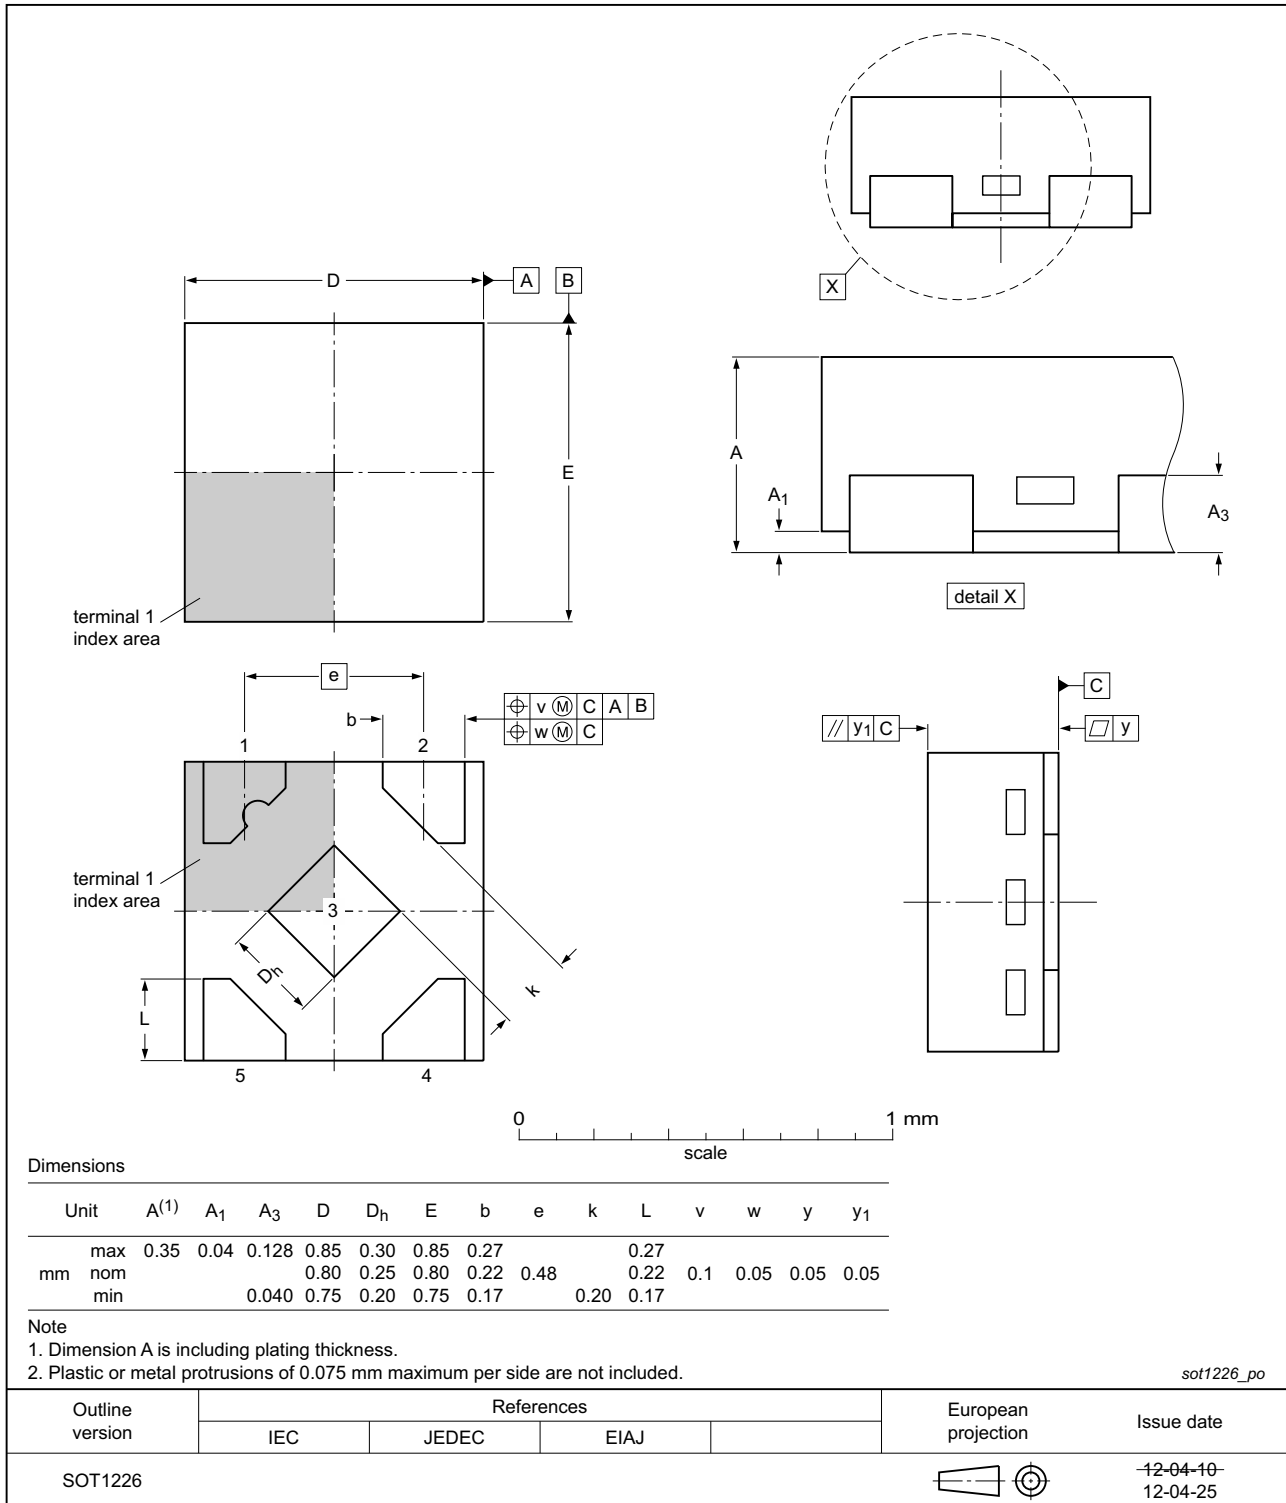 X
D
A
B
E
A
A1
A3
detail X
terminal 1
index area
e
b
v M C A B
w M C
1
2
C
// y1 C
y
terminal 1
index area
3
Dh
k
L
5
4
0
1 mm
scale
Dimensions
Unit A(1) A1 A3 D Dh E b e k L v w y y1
max 0.35 0.04 0.128 0.85 0.30 0.85 0.27 0.27
mm nom 0.80 0.25 0.80 0.22 0.48 0.22 0.1 0.05 0.05 0.05
min 0.040 0.75 0.20 0.75 0.17 0.20 0.17
Note
1. Dimension A is including plating thickness.
2. Plastic or metal protrusions of 0.075 mm maximum per side are not included.
sot1226_po
Outline
version
References
IEC
JEDEC
EIAJ
European
projection
Issue date
SOT1226
12-04-10
12-04-25